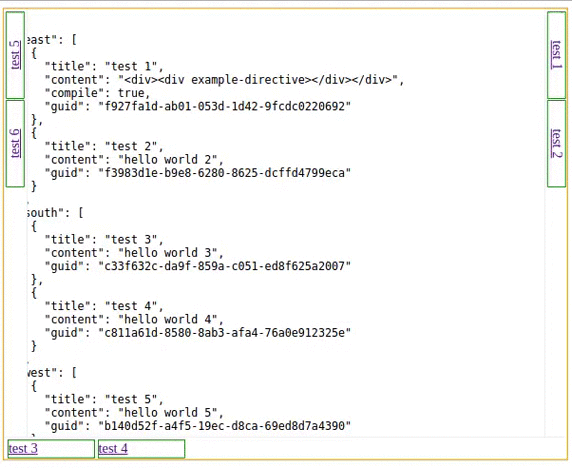 test 5
test 6
east": [
{
"title": "test 1",
"content": "<div><div example-directive></div></div>",
"compile": true,
"guid": "f927fa1d-ab01-053d-1d42-9fcdc0220692"
},
{
"title": "test 2",
"content": "hello world 2",
"guid": "f3983d1e-b9e8-6280-8625-dcffd4799eca"
}
south": [
{
"title": "test 3",
"content": "hello world 3",
"guid": "c33f632c-da9f-859a-c051-ed8f625a2007"
},
{
"title": "test 4",
"content": "hello world 4",
"guid": "c811a61d-8580-8ab3-afa4-76a0e912325e"
}
west": [
{
"title": "test 5",
"content": "hello world 5",
"guid": "b140d52f-a4f5-19ec-d8ca-69ed8d7a4390"
test 1
test 2
test 3
test 4